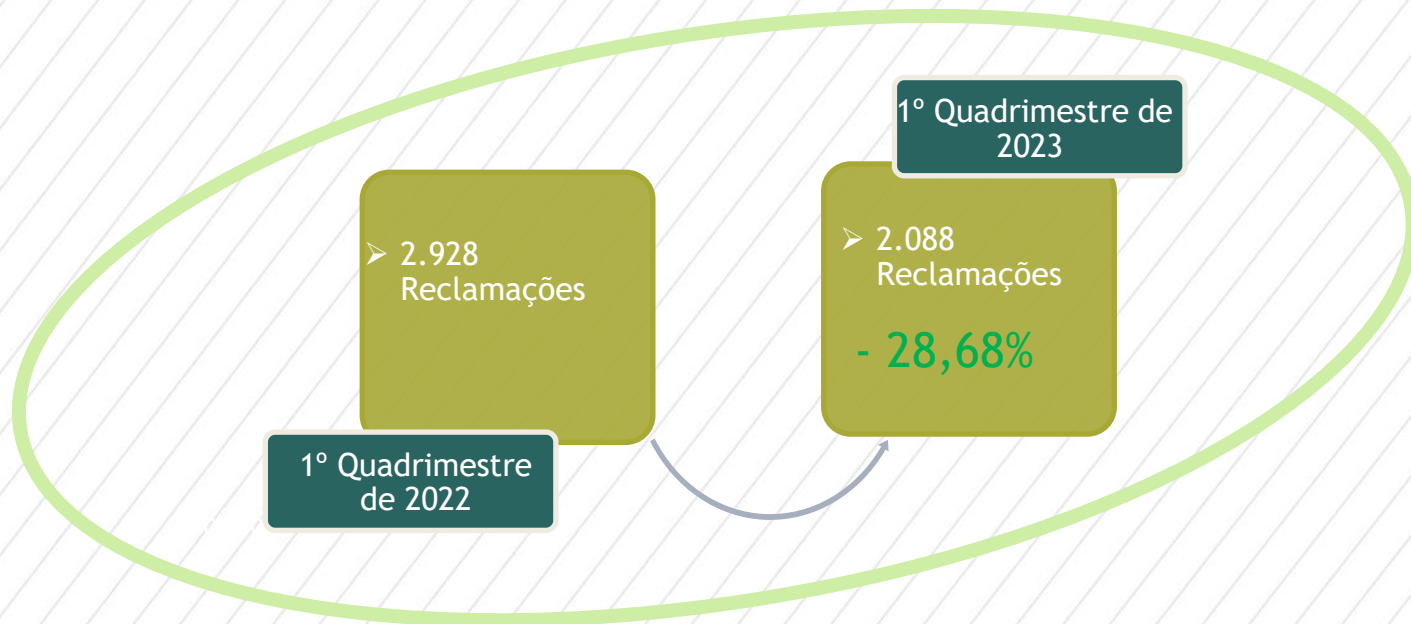 ➢ 2.928
Reclamações
1º Quadrimestre
de 2022
1º Quadrimestre de
2023
➢ 2.088
Reclamações
- 28,68%